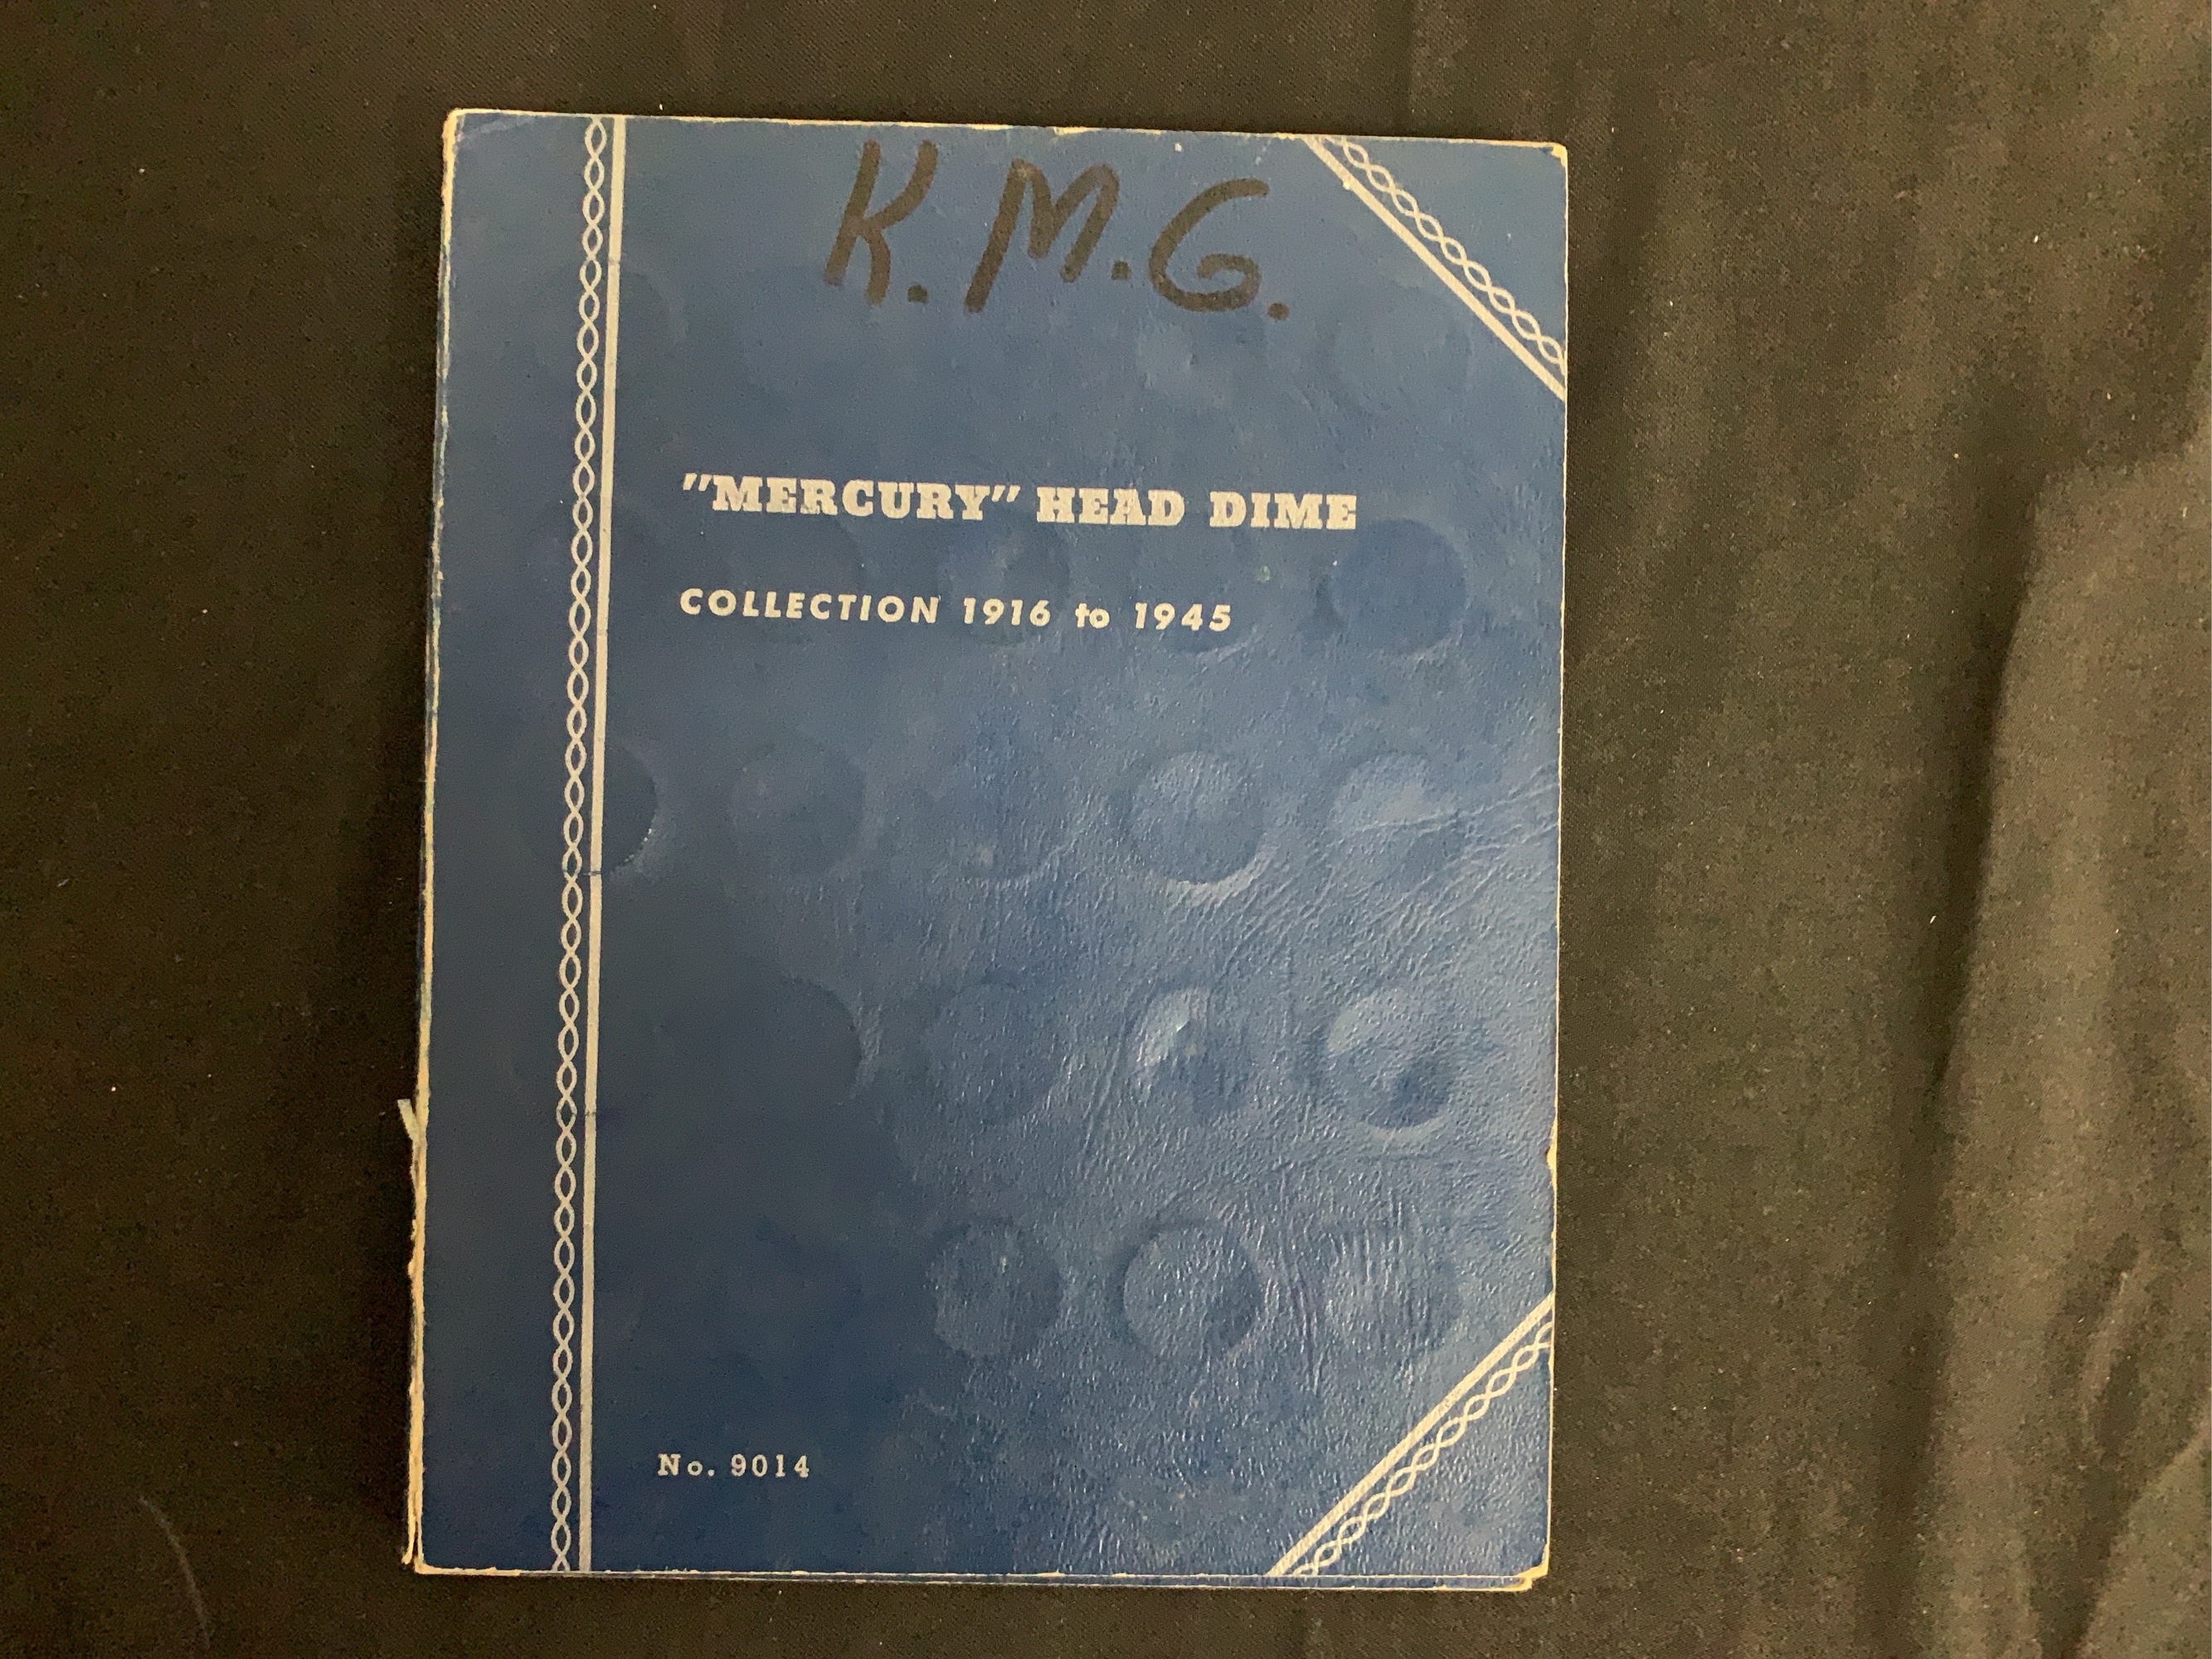 K.M.G.
"MERCURY" HEAD DIME
COLLECTION 1916 to 1945
No. 9014